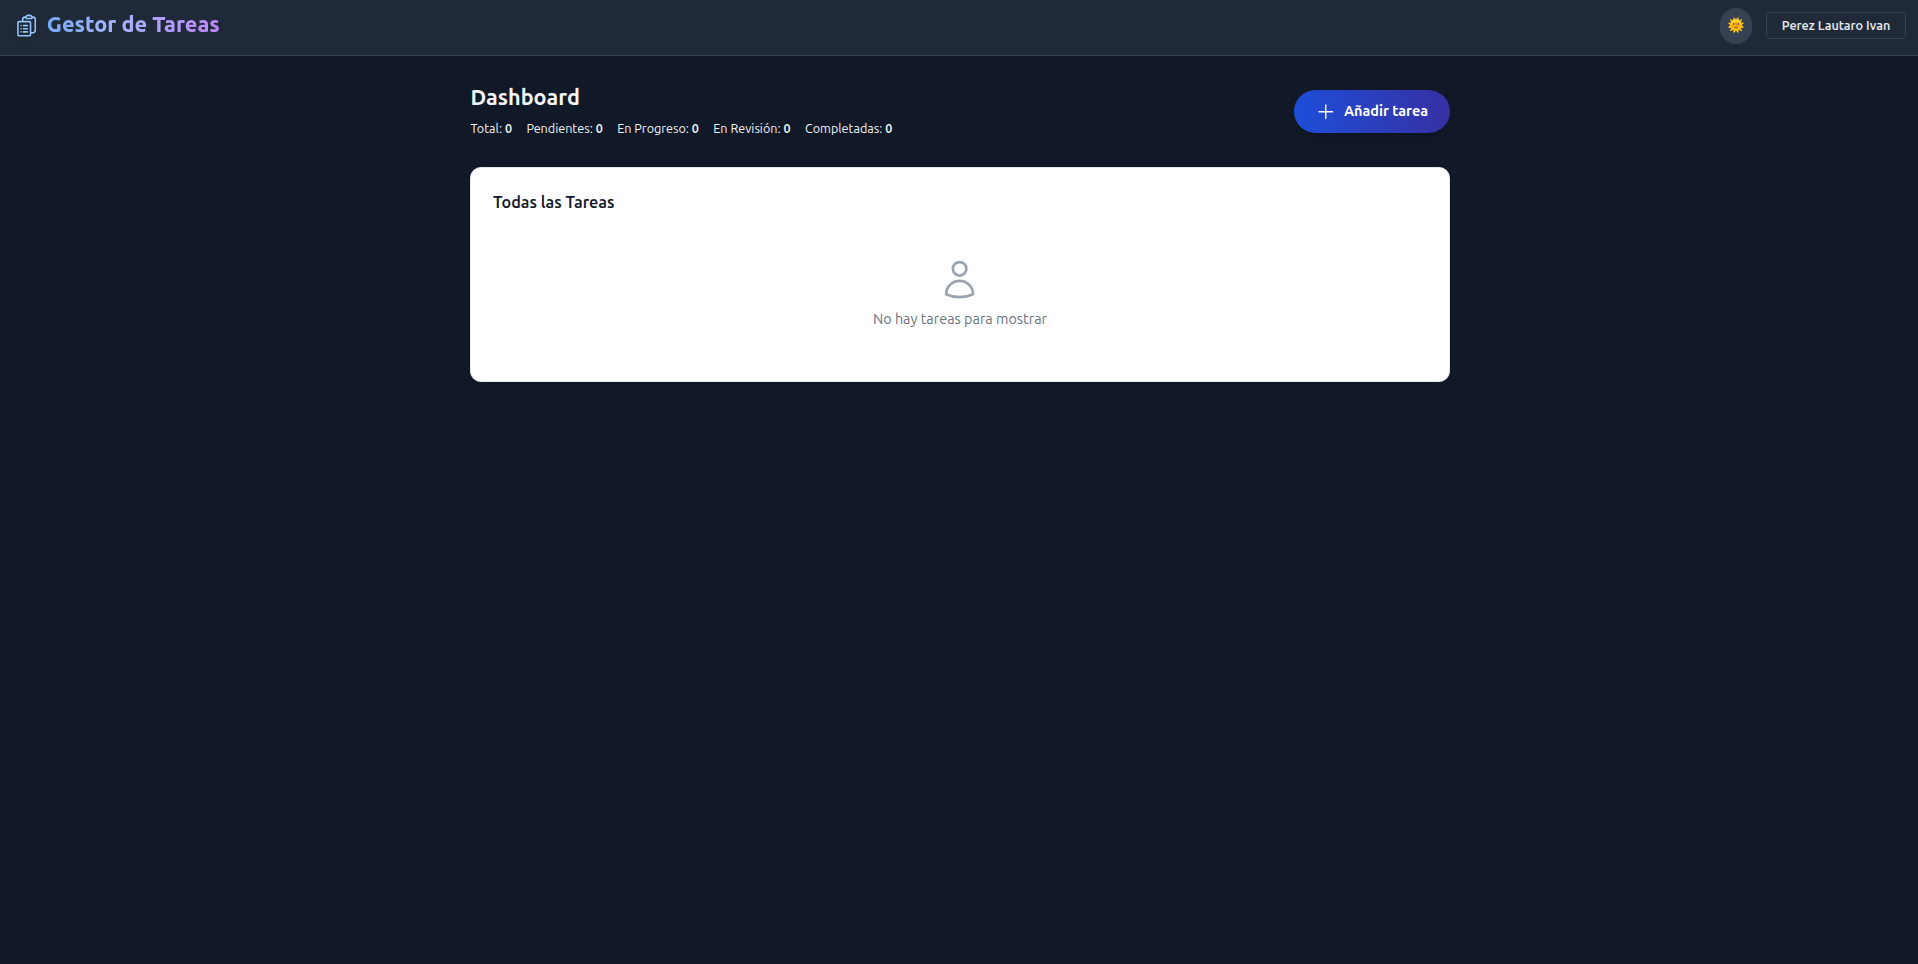 Gestor de Tareas
Perez Lautaro Ivan
Dashboard
Añadir tarea
Total: 0 Pendientes: 0 En Progreso: 0 En Revisión: 0 Completadas: 0
Todas las Tareas
No hay tareas para mostrar